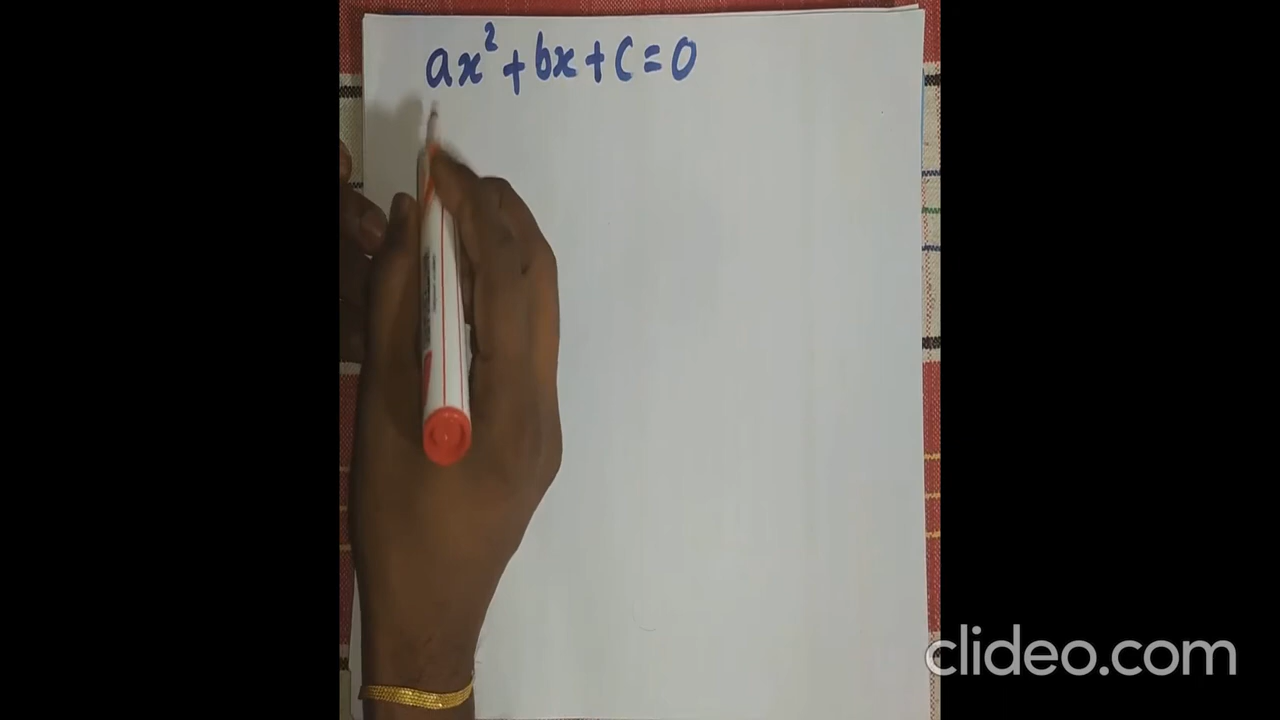 ax² + bx + c = 0
clideo.com